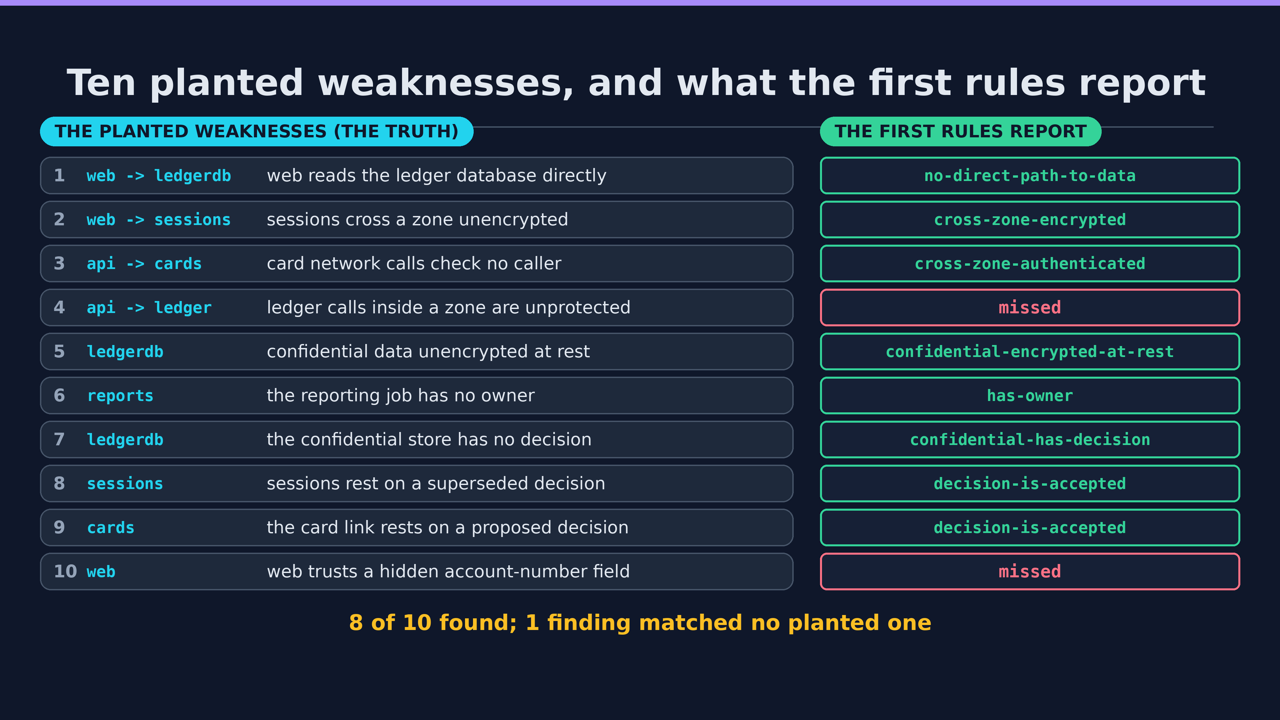 Ten planted weaknesses, and what the first rules report
THE PLANTED WEAKNESSES (THE TRUTH) THE FIRST RULES REPORT
1 web -> ledgerdb web reads the ledger database directly no-direct-path-to-data
2 web -> sessions sessions cross a zone unencrypted cross-zone-encrypted
3 api -> cards card network calls check no caller cross-zone-authenticated
4 api -> ledger ledger calls inside a zone are unprotected missed
5 ledgerdb confidential data unencrypted at rest confidential-encrypted-at-rest
6 reports the reporting job has no owner has-owner
7 ledgerdb the confidential store has no decision confidential-has-decision
8 sessions sessions rest on a superseded decision decision-is-accepted
9 cards the card link rests on a proposed decision decision-is-accepted
10 web web trusts a hidden account-number field missed
8 of 10 found; 1 finding matched no planted one